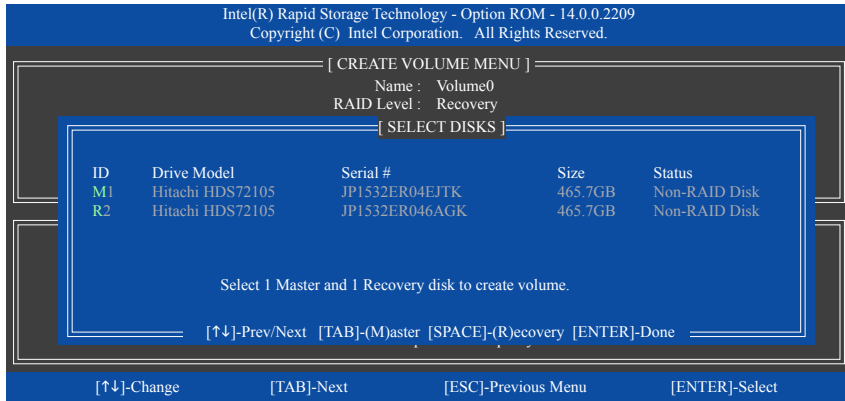 Intel(R) Rapid Storage Technology - Option ROM - 14.0.0.2209
Copyright (C) Intel Corporation. All Rights Reserved.
[ CREATE VOLUME MENU ]
Name : Volume0
RAID Level : Recovery
[ SELECT DISKS ]
ID Drive Model Serial # Size Status
M1 Hitachi HDS72105 JP1532ER04EJTK 465.7GB Non-RAID Disk
R2 Hitachi HDS72105 JP1532ER046AGK 465.7GB Non-RAID Disk
Select 1 Master and 1 Recovery disk to create volume.
[↑↓]-Prev/Next [TAB]-(M)aster [SPACE]-(R)ecovery [ENTER]-Done
[↑↓]-Change [TAB]-Next [ESC]-Previous Menu [ENTER]-Select